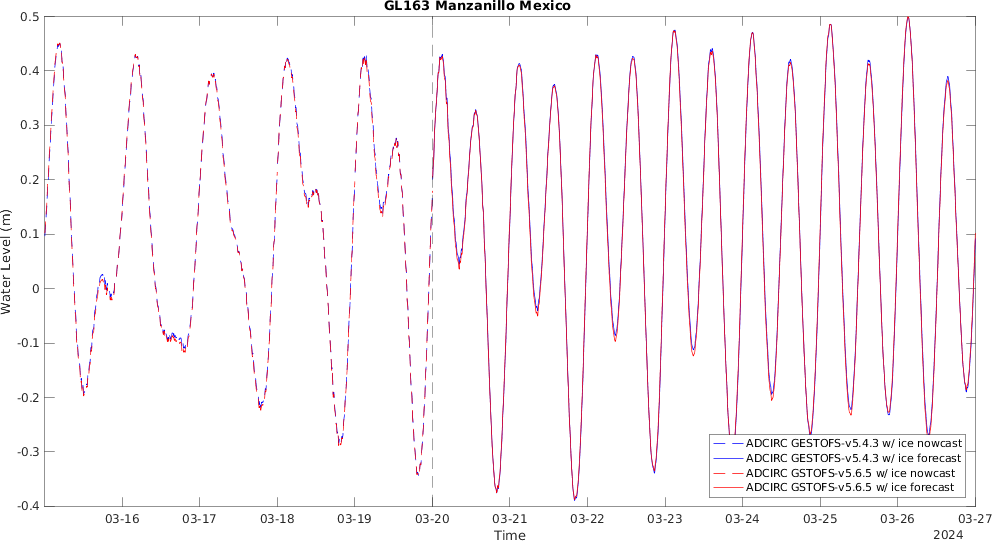 GL163 Manzanillo Mexico
Water Level (m)
0.5
0.4
0.3
0.2
0.1
0
-0.1
-0.2
-0.3
-0.4
ADCIRC GESTOFS-v5.4.3 w/ ice nowcast
ADCIRC GESTOFS-v5.4.3 w/ ice forecast
ADCIRC GSTOFS-v5.6.5 w/ ice nowcast
ADCIRC GSTOFS-v5.6.5 w/ ice forecast
03-16 03-17 03-18 03-19 03-20 03-21 03-22 03-23 03-24 03-25 03-26 03-27
Time
2024